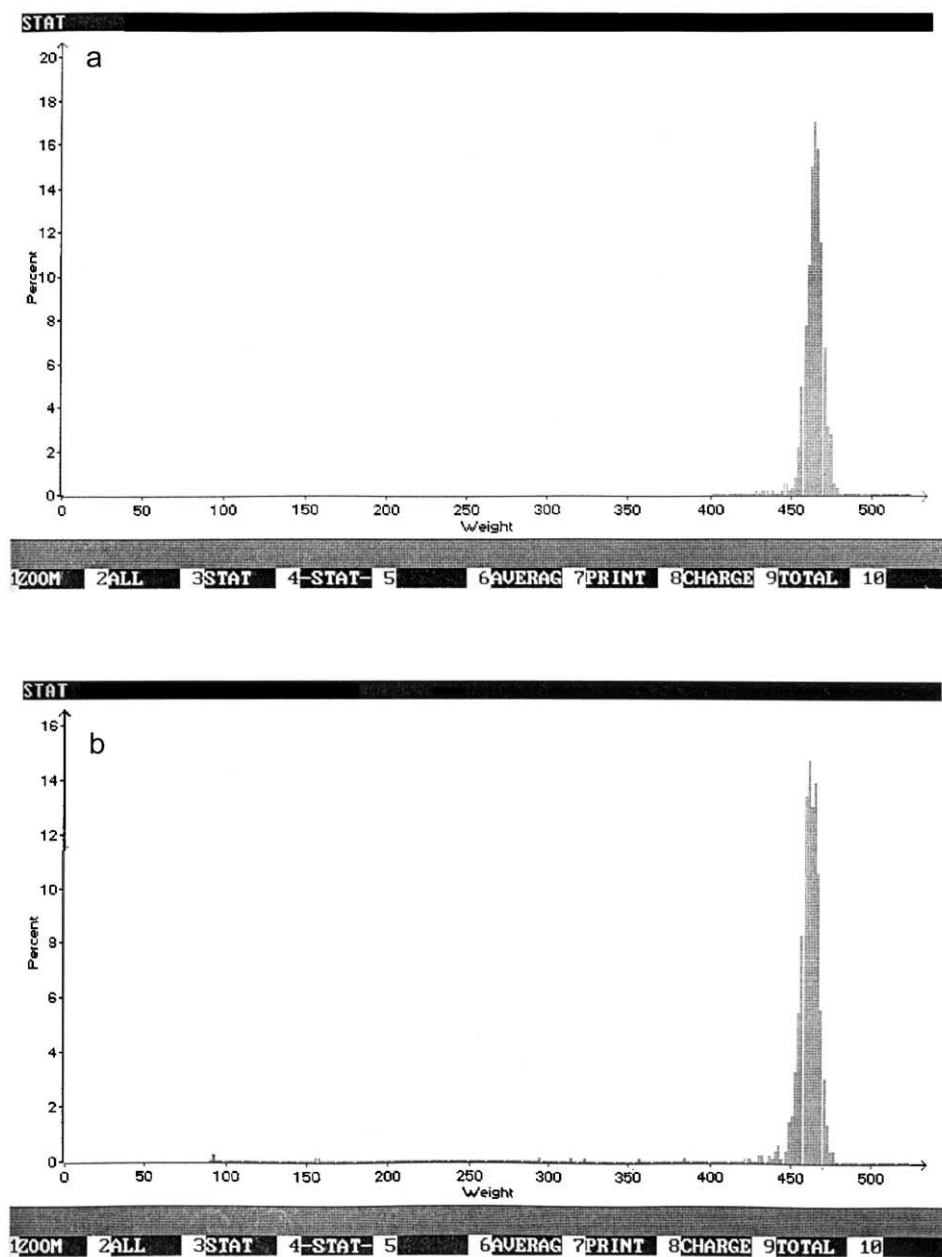 STAT
a
20
18
16
14
12
10
8
6
4
2
0
Percent
0 50 100 150 200 250 300 350 400 450 500
Weight
1ZOOM 2ALL 3STAT 4-STAT- 5 6AVERAG 7PRINT 8CHARGE 9TOTAL 10
STAT
b
16
14
12
10
8
6
4
2
0
Percent
0 50 100 150 200 250 300 350 400 450 500
Weight
1ZOOM 2ALL 3STAT 4-STAT- 5 6AVERAG 7PRINT 8CHARGE 9TOTAL 10